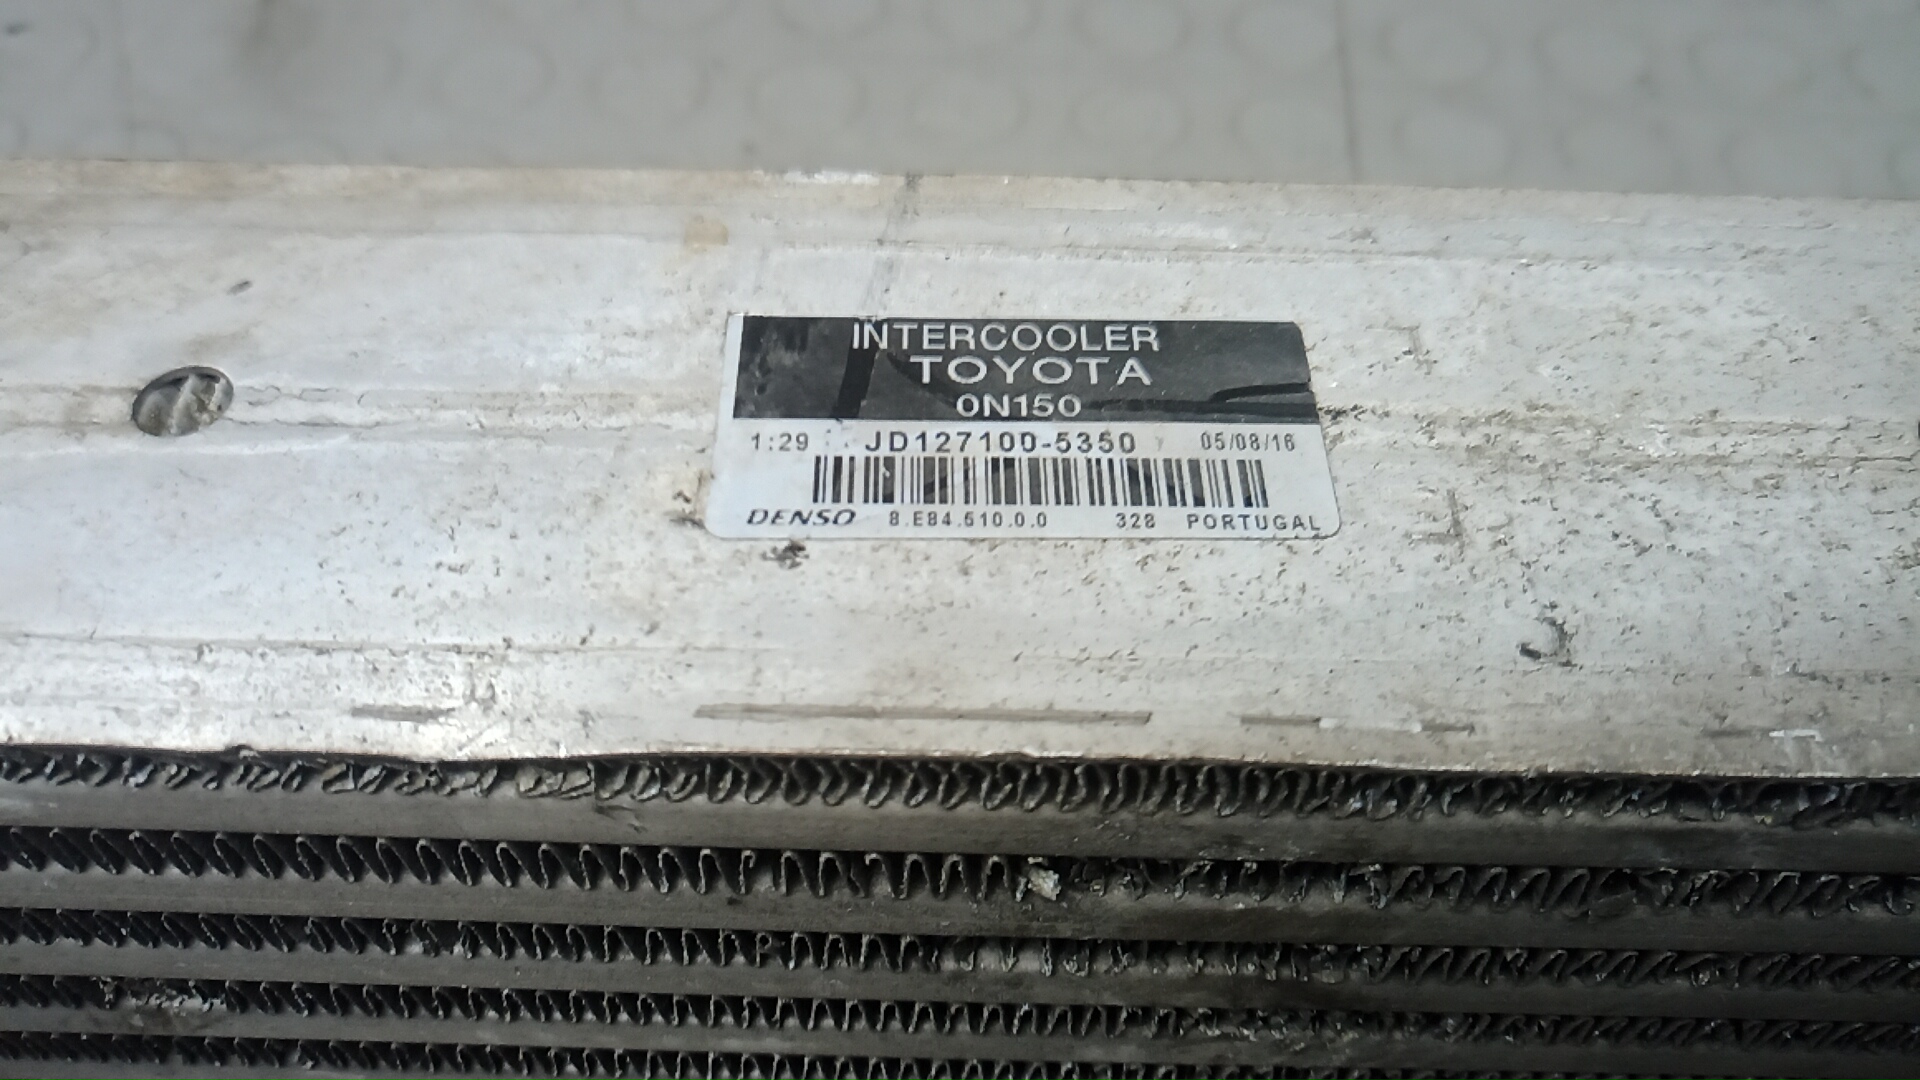 INTERCOOLER
TOYOTA
0N150
1:29 JD127100-5350 05/08/16
DENSO 8.E84.510.0.0 328 PORTUGAL